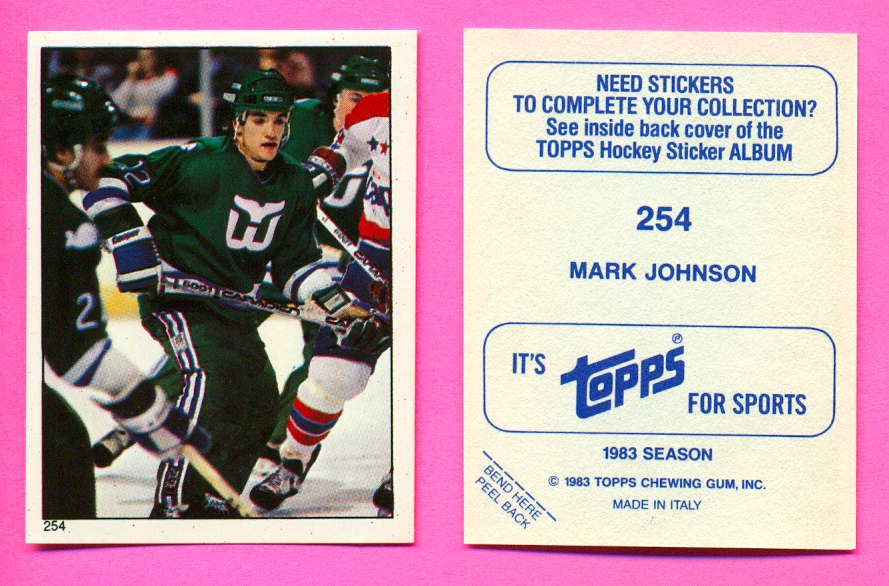 254
NEED STICKERS
TO COMPLETE YOUR COLLECTION?
See inside back cover of the
TOPPS Hockey Sticker ALBUM
254
MARK JOHNSON
IT'S
topps®
FOR SPORTS
1983 SEASON
© 1983 TOPPS CHEWING GUM, INC.
MADE IN ITALY
BEND HERE
PEEL BACK